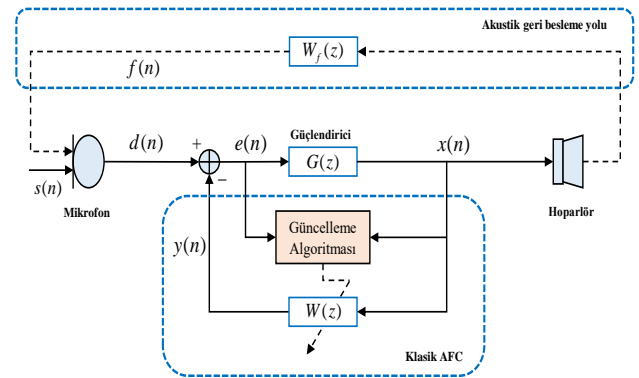 Akustik geri besleme yolu
W_f(z)
f(n)
d(n)
+
e(n)
Güçlendirici
G(z)
x(n)
s(n)
−
Mikrofon
Hoparlör
y(n)
Güncelleme
Algoritması
W(z)
Klasik AFC